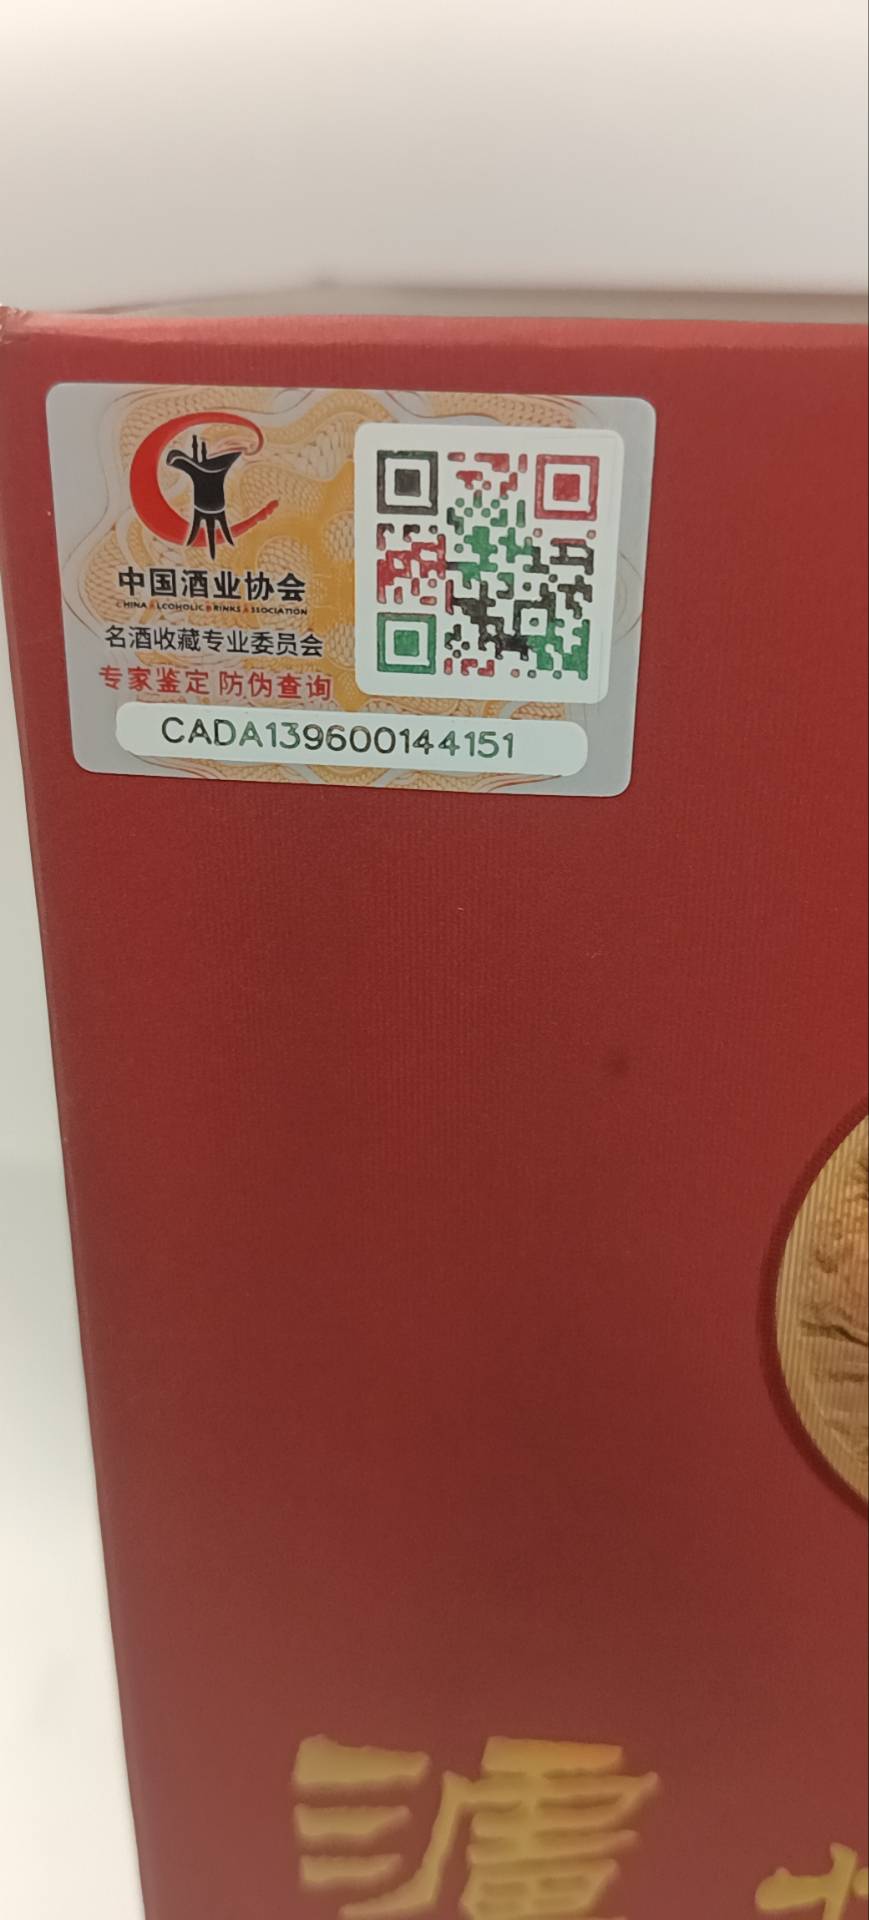 中国酒业协会
CHINA ALCOHOLIC DRINKS ASSOCIATION
名酒收藏专业委员会
专家鉴定 防伪查询
CADA139600144151
泸